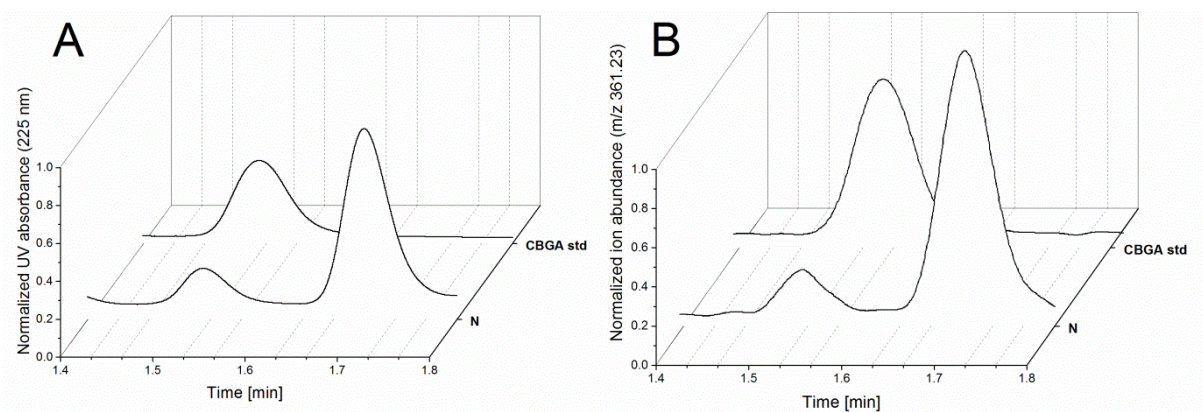 A
Normalized UV absorbance (225 nm)
1.0
0.8
0.6
0.4
0.2
0.0
1.4 1.5 1.6 1.7 1.8
Time [min]
CBGA std
N
B
Normalized ion abundance (m/z 361.23)
1.0
0.8
0.6
0.4
0.2
0.0
1.4 1.5 1.6 1.7 1.8
Time [min]
CBGA std
N